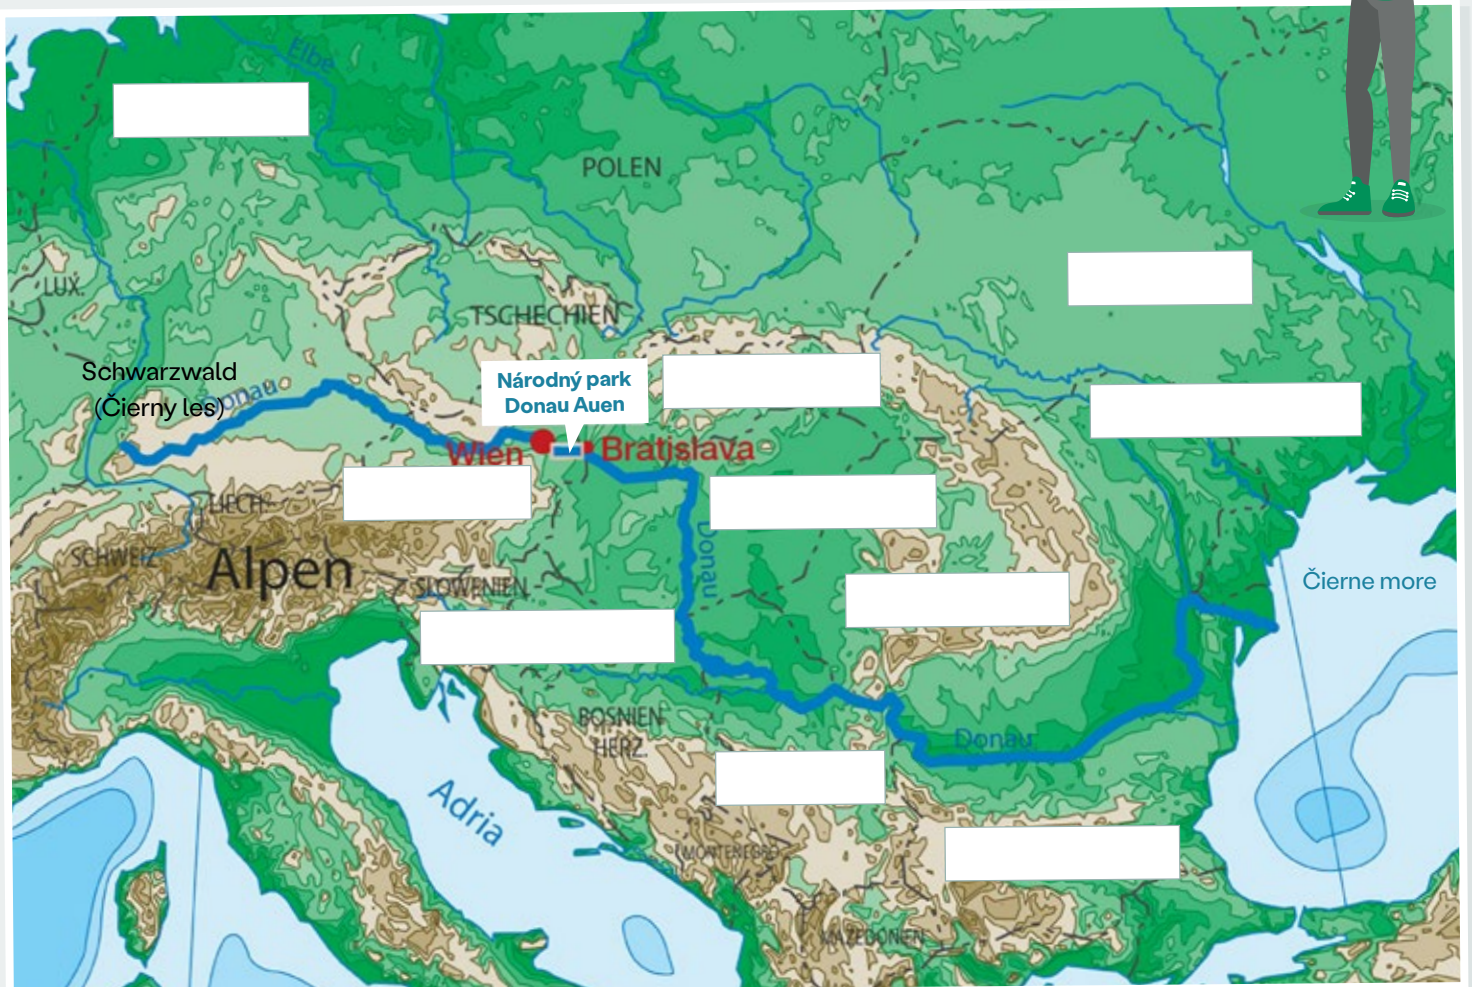 Elbe
POLEN
LUX.
TSCHECHIEN
Schwarzwald
(Čierny les)
Donau
Národný park
Donau Auen
Wien
Bratislava
LIECH.
SCHWEIZ
Alpen
Donau
SLOWENIEN
Čierne more
BOSNIEN
HERZ.
Donau
Adria
MONTENEGRO
MAZEDONIEN